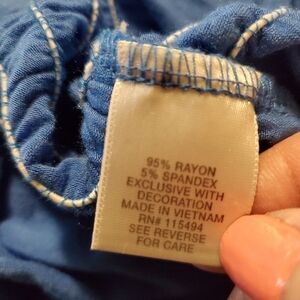 95% RAYON
5% SPANDEX
EXCLUSIVE WITH
DECORATION
MADE IN VIETNAM
RN# 115494
SEE REVERSE
FOR CARE